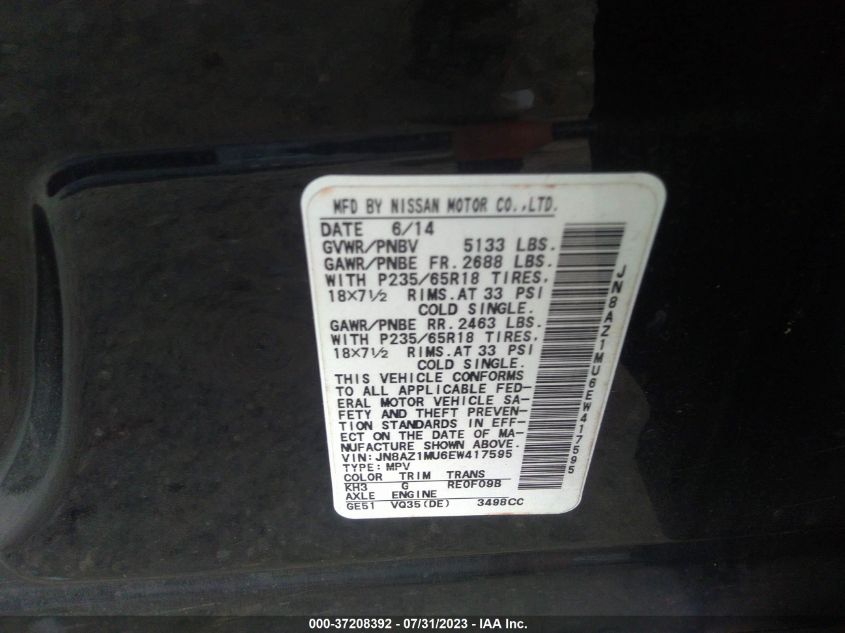 MFD BY NISSAN MOTOR CO.,LTD.
DATE 6/14
GVWR/PNBV 5133 LBS.
GAWR/PNBE FR. 2688 LBS.
WITH P235/65R18 TIRES,
18×7½ RIMS.AT 33 PSI
COLD SINGLE.
GAWR/PNBE RR. 2463 LBS.
WITH P235/65R18 TIRES,
18×7½ RIMS.AT 33 PSI
COLD SINGLE.
THIS VEHICLE CONFORMS
TO ALL APPLICABLE FED-
ERAL MOTOR VEHICLE SA-
FETY AND THEFT PREVEN-
TION STANDARDS IN EFF-
ECT ON THE DATE OF MA-
NUFACTURE SHOWN ABOVE.
VIN: JN8AZ1MU6EW417595
TYPE: MPV
COLOR TRIM TRANS
KH3 G RE0F09B
AXLE ENGINE
GE51 VQ35(DE) 3498CC
JN8AZ1MU6EW417595
000-37208392 - 07/31/2023 - IAA Inc.